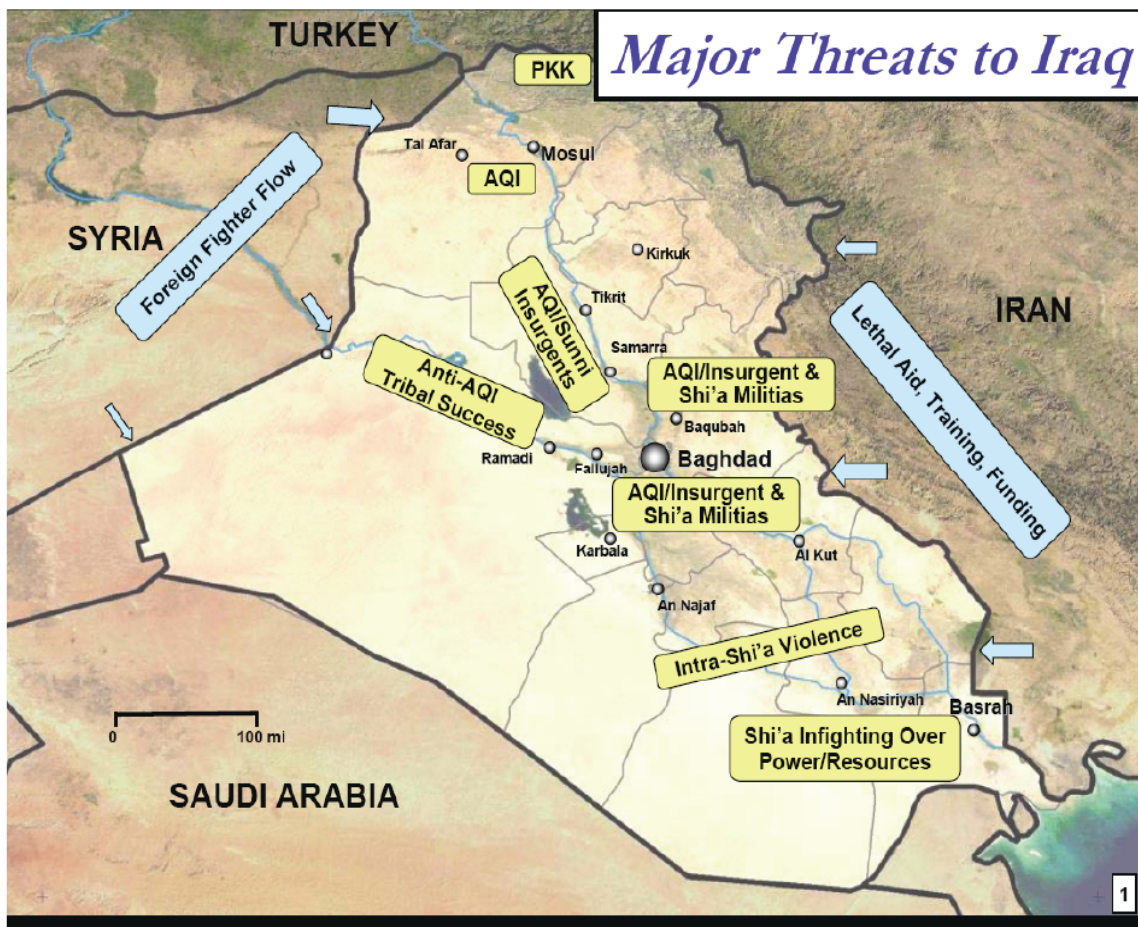 Major Threats to Iraq
TURKEY
PKK
Tal Afar
Mosul
AQI
Foreign Fighter Flow
SYRIA
Kirkuk
IRAN
Tikrit
AQI/Sunni
Insurgents
Samarra
Lethal Aid, Training, Funding
Anti-AQI
Tribal Success
AQI/Insurgent &
Shi'a Militias
Baqubah
Ramadi
Fallujah
Baghdad
AQI/Insurgent &
Shi'a Militias
Karbala
Al Kut
An Najaf
Intra-Shi'a Violence
An Nasiriyah
Basrah
0
100 mi
Shi'a Infighting Over
Power/Resources
SAUDI ARABIA
1